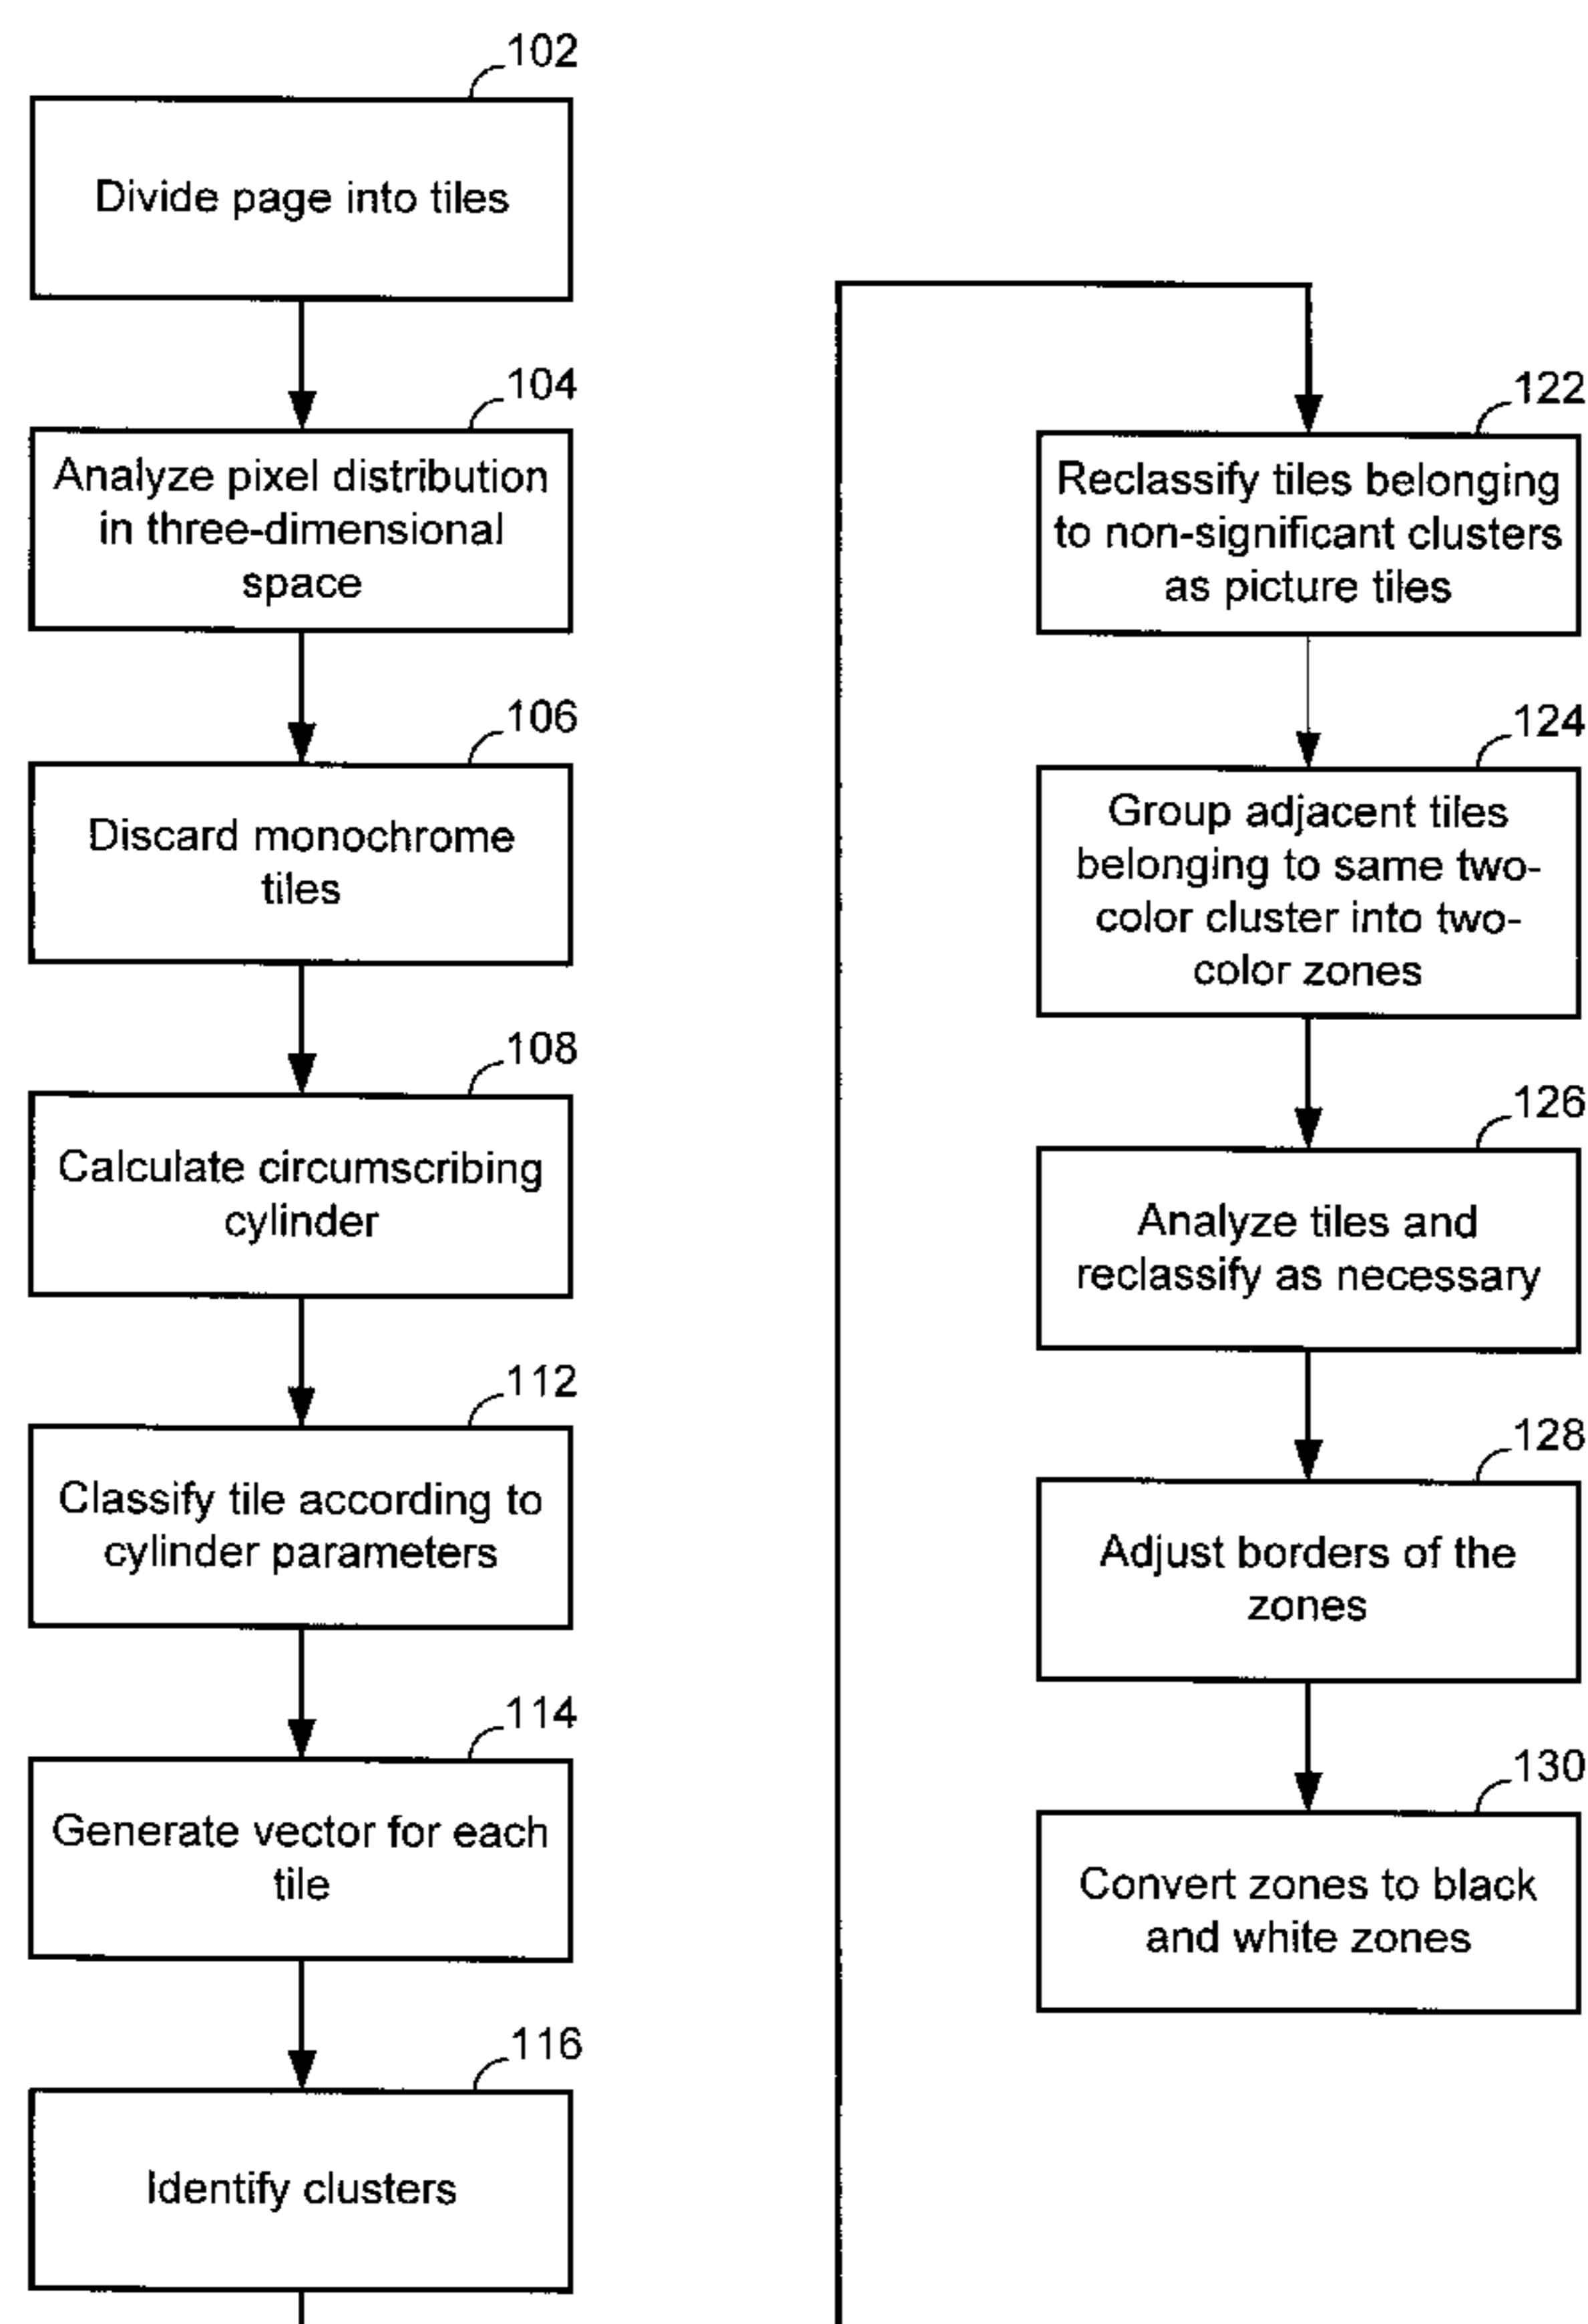 102
Divide page into tiles
104
Analyze pixel distribution
in three-dimensional
space
106
Discard monochrome
tiles
108
Calculate circumscribing
cylinder
112
Classify tile according to
cylinder parameters
114
Generate vector for each
tile
116
Identify clusters
122
Reclassify tiles belonging
to non-significant clusters
as picture tiles
124
Group adjacent tiles
belonging to same two-
color cluster into two-
color zones
126
Analyze tiles and
reclassify as necessary
128
Adjust borders of the
zones
130
Convert zones to black
and white zones